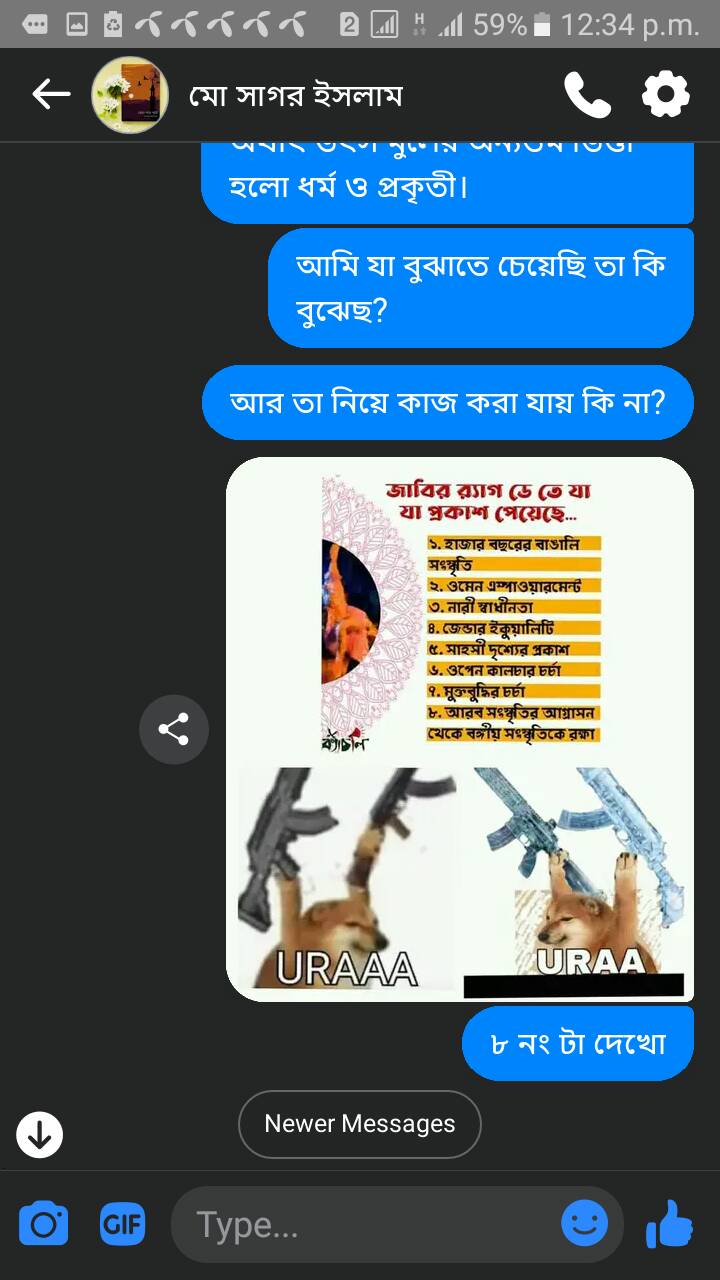 2 H 59% 12:34 p.m.
মো সাগর ইসলাম
হলো ধর্ম ও প্রকৃতী।
আমি যা বুঝাতে চেয়েছি তা কি
বুঝেছ?
আর তা নিয়ে কাজ করা যায় কি না?
জাবির র‍্যাগ ডে তে যা
যা প্রকাশ পেয়েছে...
১. হাজার বছরের বাঙালি
সংস্কৃতি
২. ওমেন এম্পাওয়ারমেন্ট
৩. নারী স্বাধীনতা
৪. জেন্ডার ইকুয়ালিটি
৫. সাহসী দৃশ্যের প্রকাশ
৬. ওপেন কালচার চর্চা
৭. মুক্তবুদ্ধির চর্চা
৮. আরব সংস্কৃতির আগ্রাসন
থেকে বঙ্গীয় সংস্কৃতিকে রক্ষা
URAAA
URAA
৮ নং টা দেখো
Newer Messages
GIF
Type...